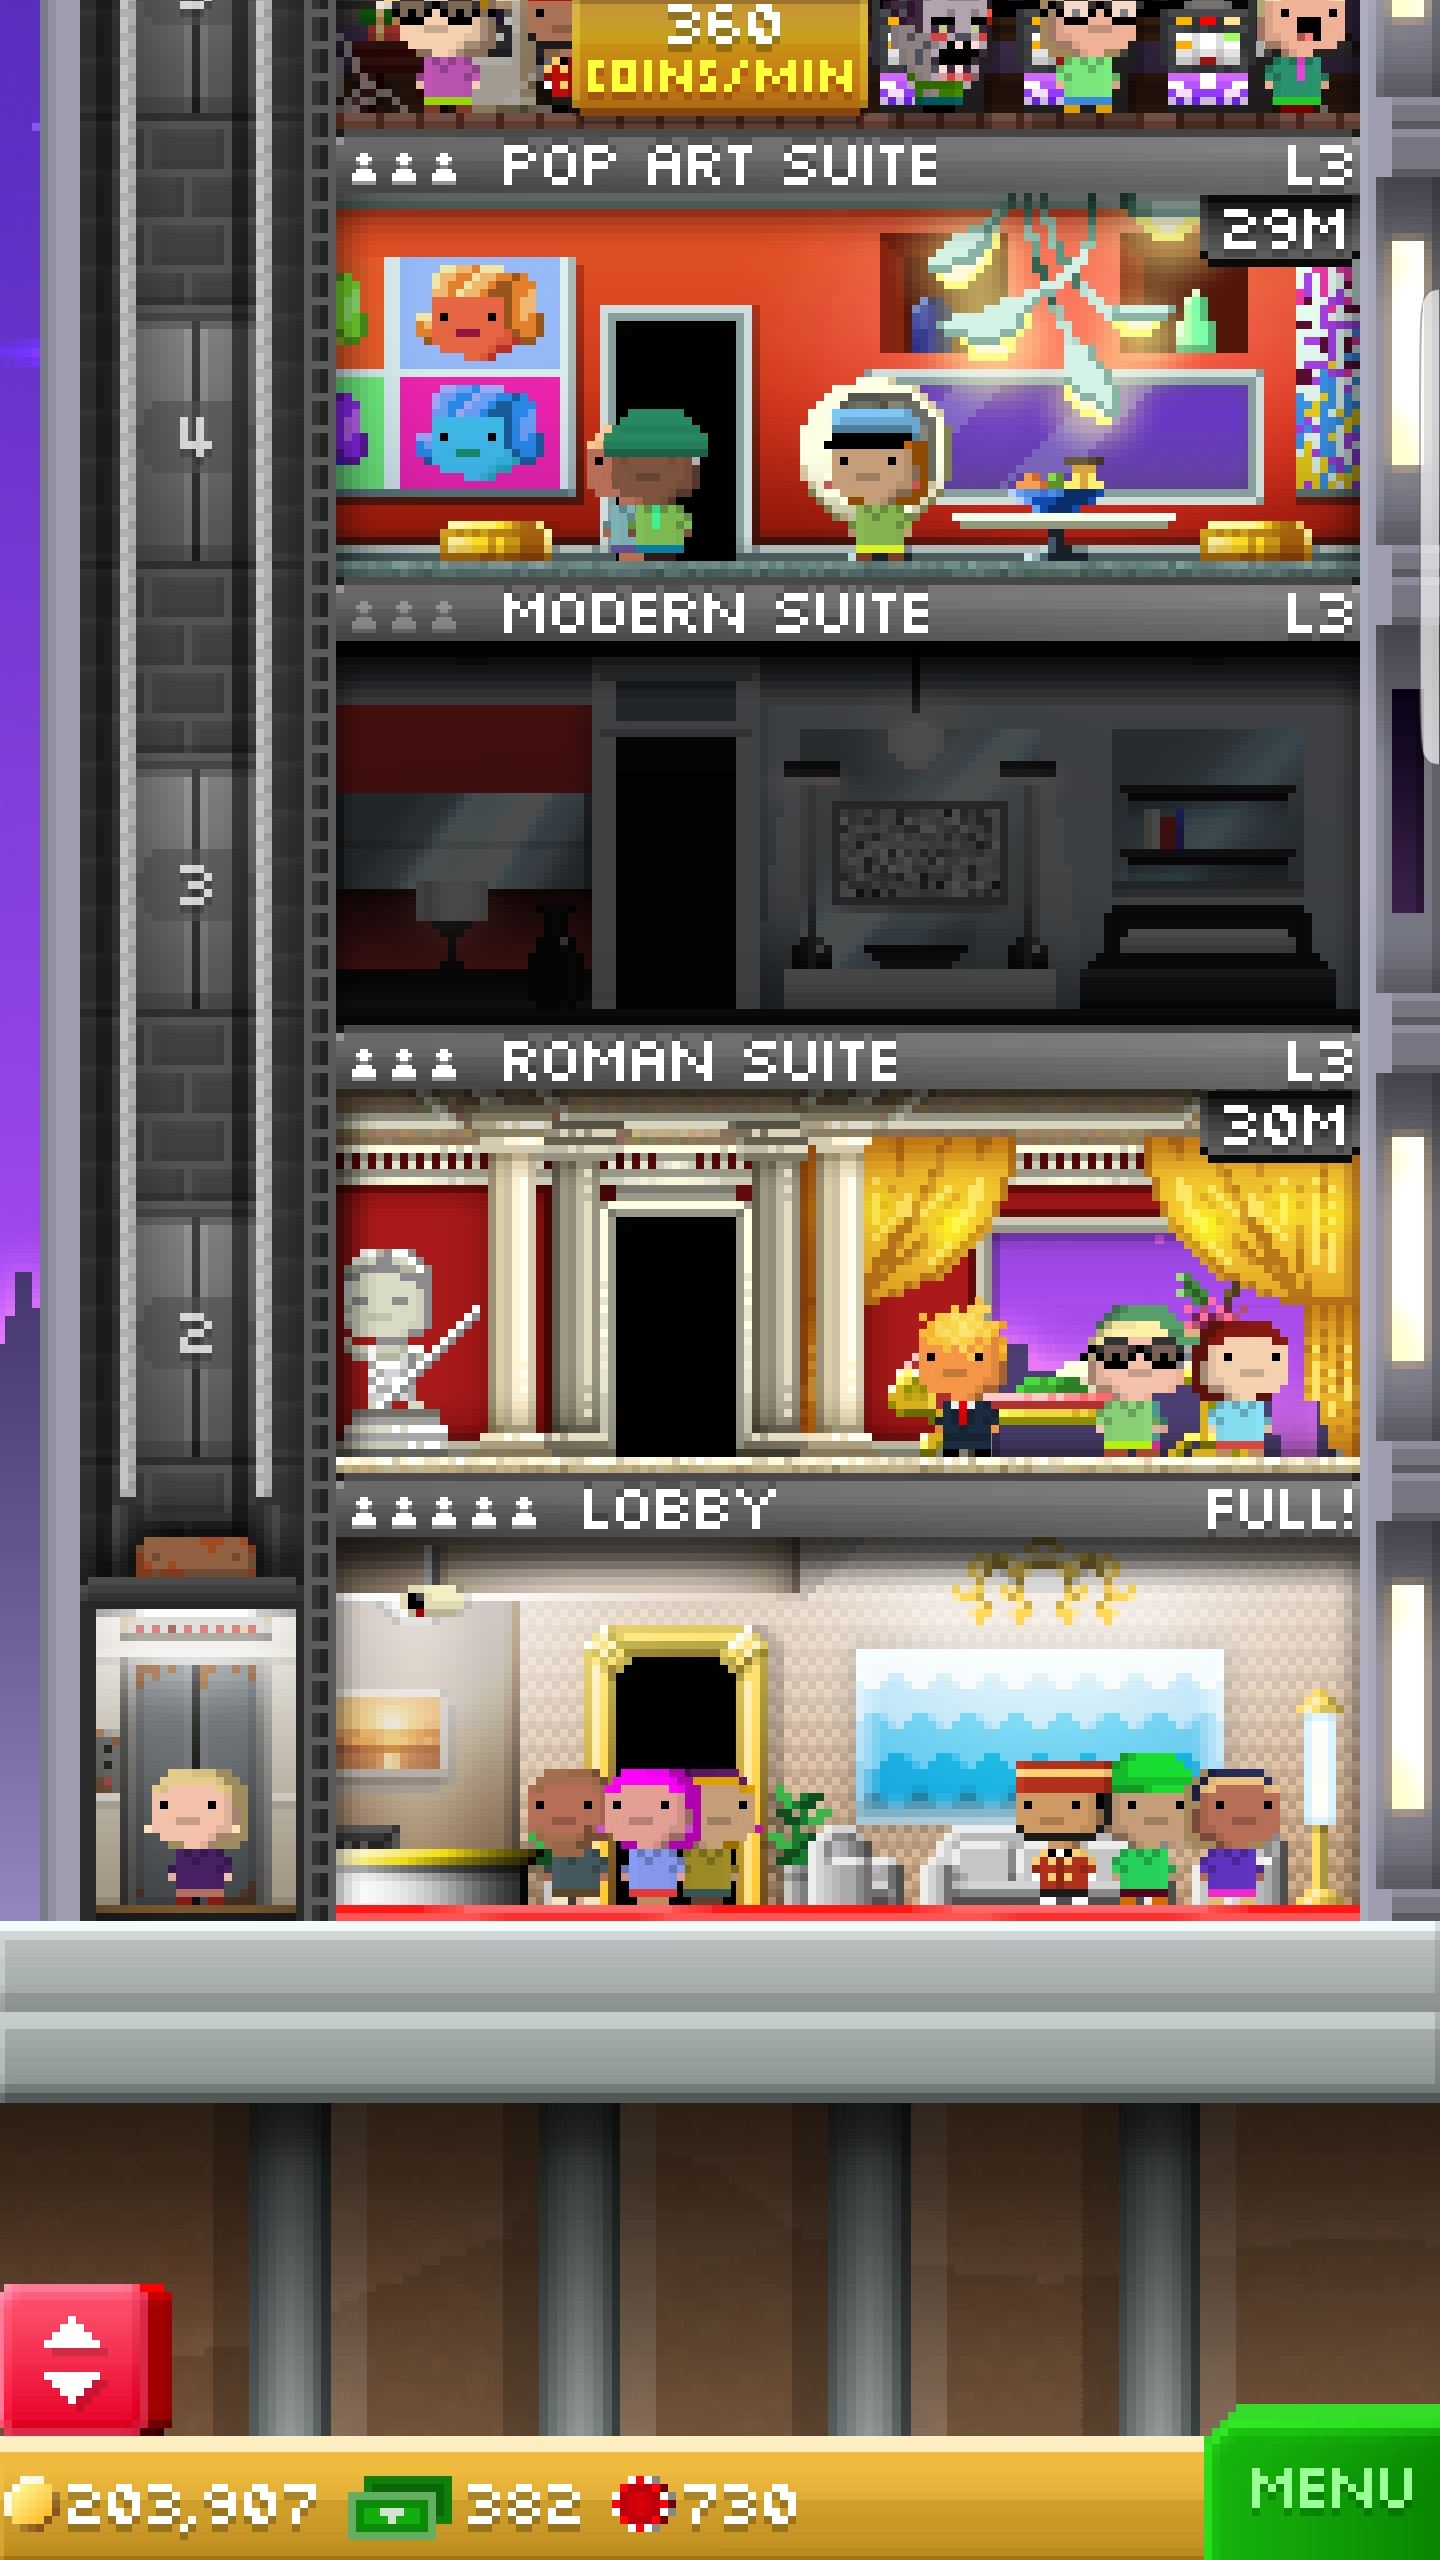 360
COINS/MIN
POP ART SUITE L3
29M
4
MODERN SUITE L3
3
ROMAN SUITE L3
30M
2
LOBBY FULL!
203,907 382 730
MENU